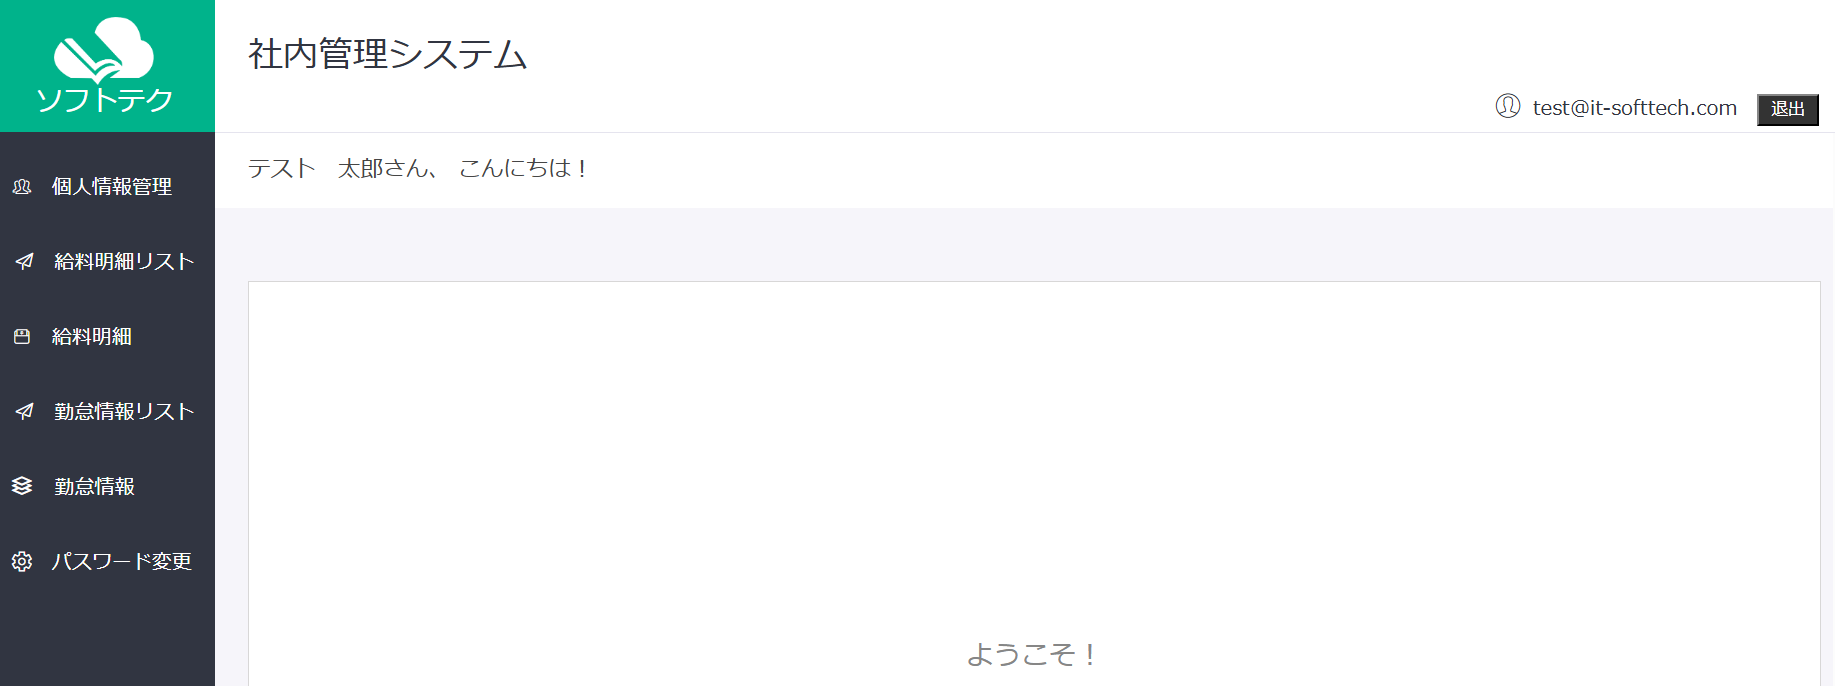 ソフトテク
社内管理システム
test@it-softtech.com 退出
テスト　太郎さん、 こんにちは！
個人情報管理
給料明細リスト
給料明細
勤怠情報リスト
勤怠情報
パスワード変更
ようこそ！